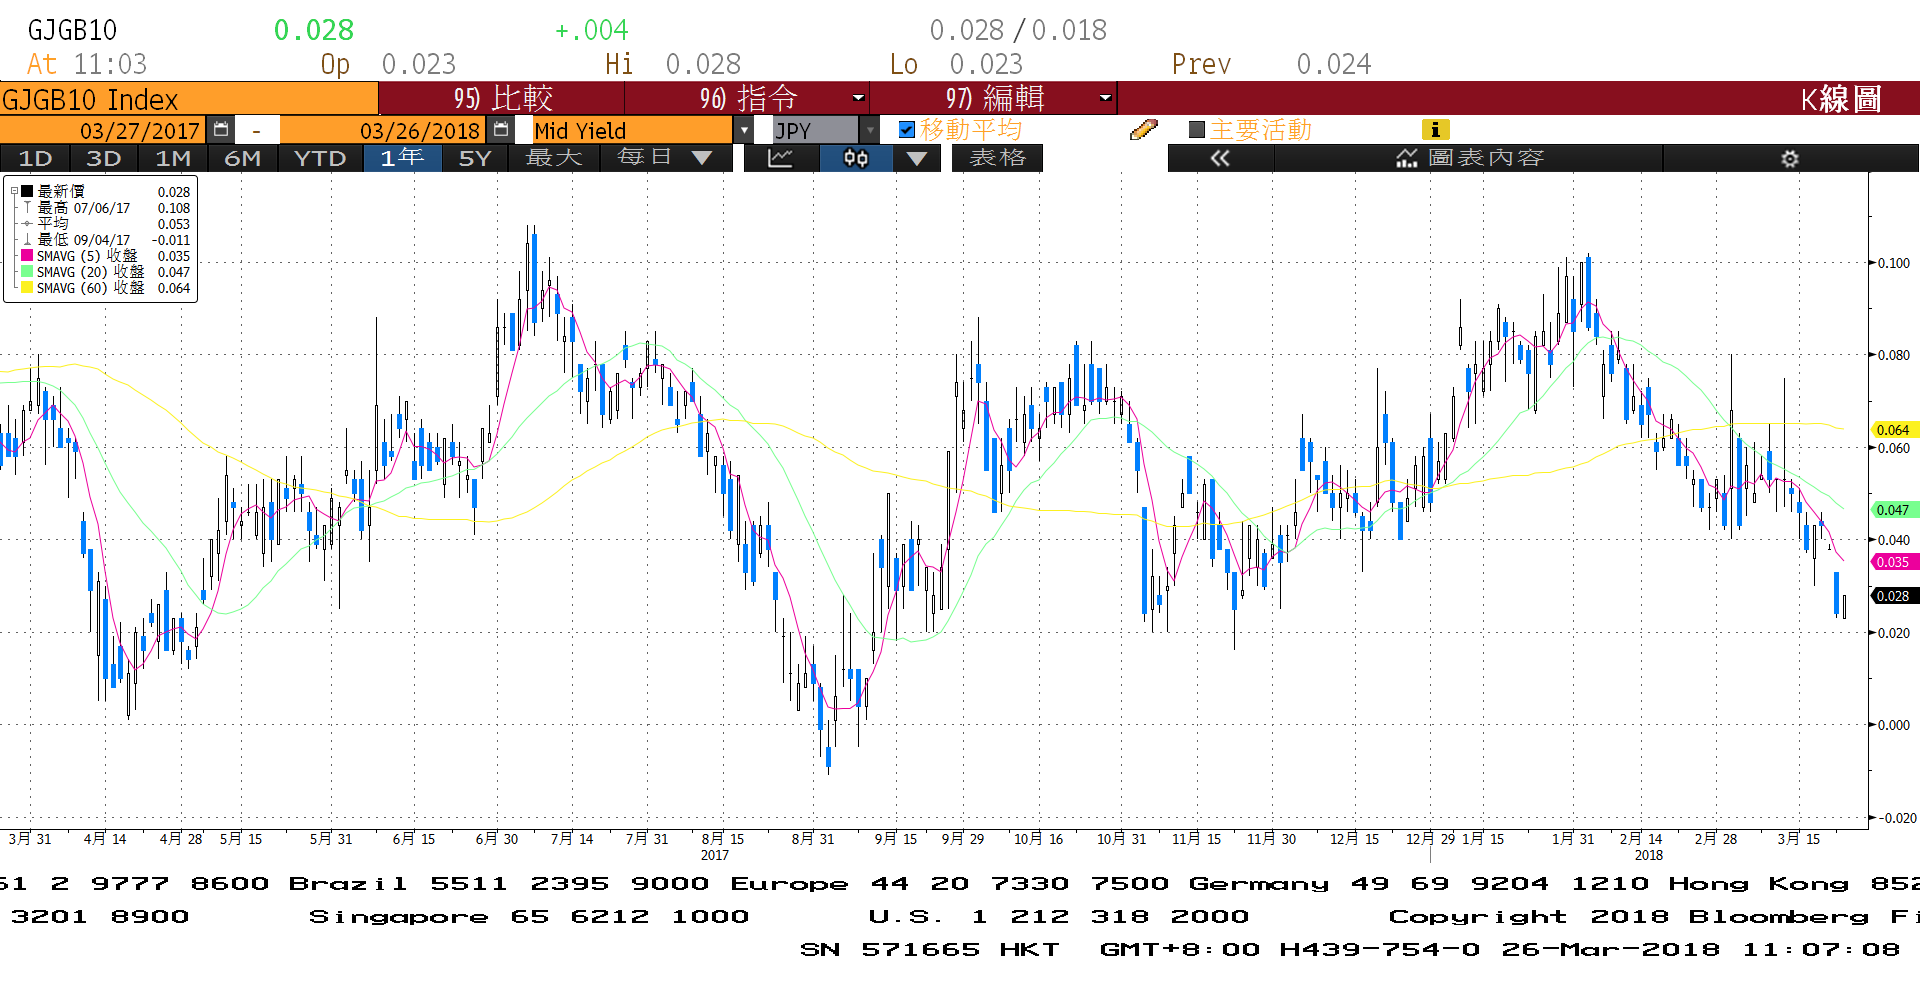 GJGB10 0.028 +.004 0.028 / 0.018
At 11:03 Op 0.023 Hi 0.028 Lo 0.023 Prev 0.024
GJGB10 Index 95) 比較 96) 指令 97) 編輯 K線圖
03/27/2017 - 03/26/2018 Mid Yield JPY 移動平均 主要活動
1D 3D 1M 6M YTD 1年 5Y 最大 每日 表格 « 圖表內容
最新價 0.028
最高 07/06/17 0.108
平均 0.053
最低 09/04/17 -0.011
SMAVG (5) 收盤 0.035
SMAVG (20) 收盤 0.047
SMAVG (60) 收盤 0.064
0.100
0.080
0.064
0.060
0.047
0.040
0.035
0.028
0.020
0.000
-0.020
3月 31 4月 14 4月 28 5月 15 5月 31 6月 15 6月 30 7月 14 7月 31 8月 15 8月 31 9月 15 9月 29 10月 16 10月 31 11月 15 11月 30 12月 15 12月 29 1月 15 1月 31 2月 14 2月 28 3月 15
2017 2018
61 2 9777 8600 Brazil 5511 2395 9000 Europe 44 20 7330 7500 Germany 49 69 9204 1210 Hong Kong 852
3201 8900 Singapore 65 6212 1000 U.S. 1 212 318 2000 Copyright 2018 Bloomberg Fi
SN 571665 HKT GMT+8:00 H439-754-0 26-Mar-2018 11:07:08